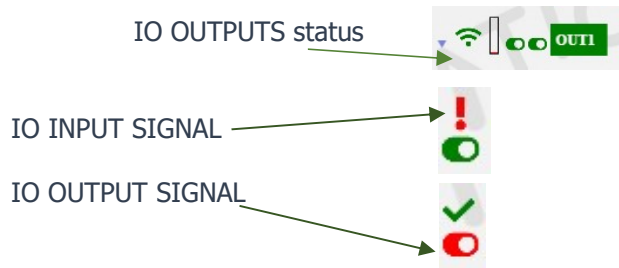 IO OUTPUTS status
OUT1
IO INPUT SIGNAL
IO OUTPUT SIGNAL